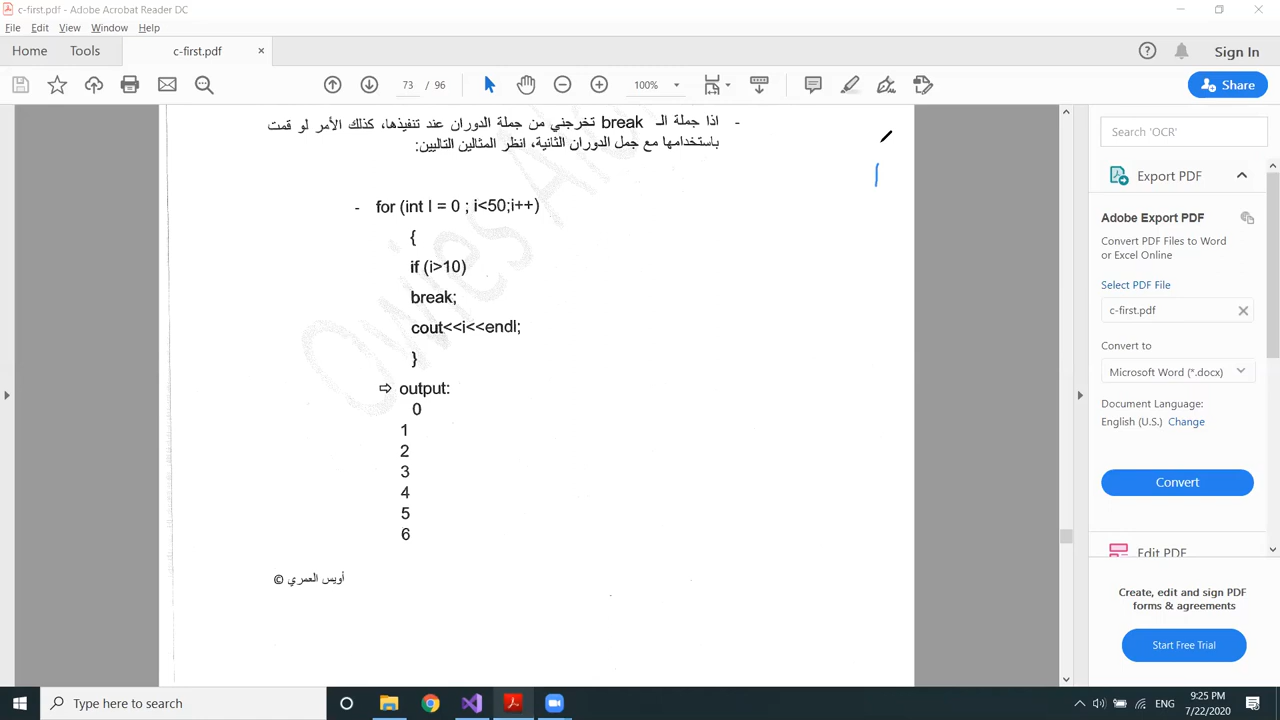 c-first.pdf - Adobe Acrobat Reader DC
File Edit View Window Help
Home Tools c-first.pdf × Sign In
73 / 96 100% Share
اذا جملة الـ break تخرجني من جملة الدوران عند تنفيذها، كذلك الأمر لو قمت -
باستخدامها مع جمل الدوران الثانية، انظر المثالين التاليين:
- for (int I = 0 ; i<50;i++)
{
if (i>10)
break;
cout<<i<<endl;
}
⇨ output:
0
1
2
3
4
5
6
أويس العمري ©
Owies Al
Search 'OCR'
Export PDF
Adobe Export PDF
Convert PDF Files to Word
or Excel Online
Select PDF File
c-first.pdf
Convert to
Microsoft Word (*.docx)
Document Language:
English (U.S.) Change
Convert
Edit PDF
Create, edit and sign PDF
forms & agreements
Start Free Trial
Type here to search
ENG
9:25 PM
7/22/2020